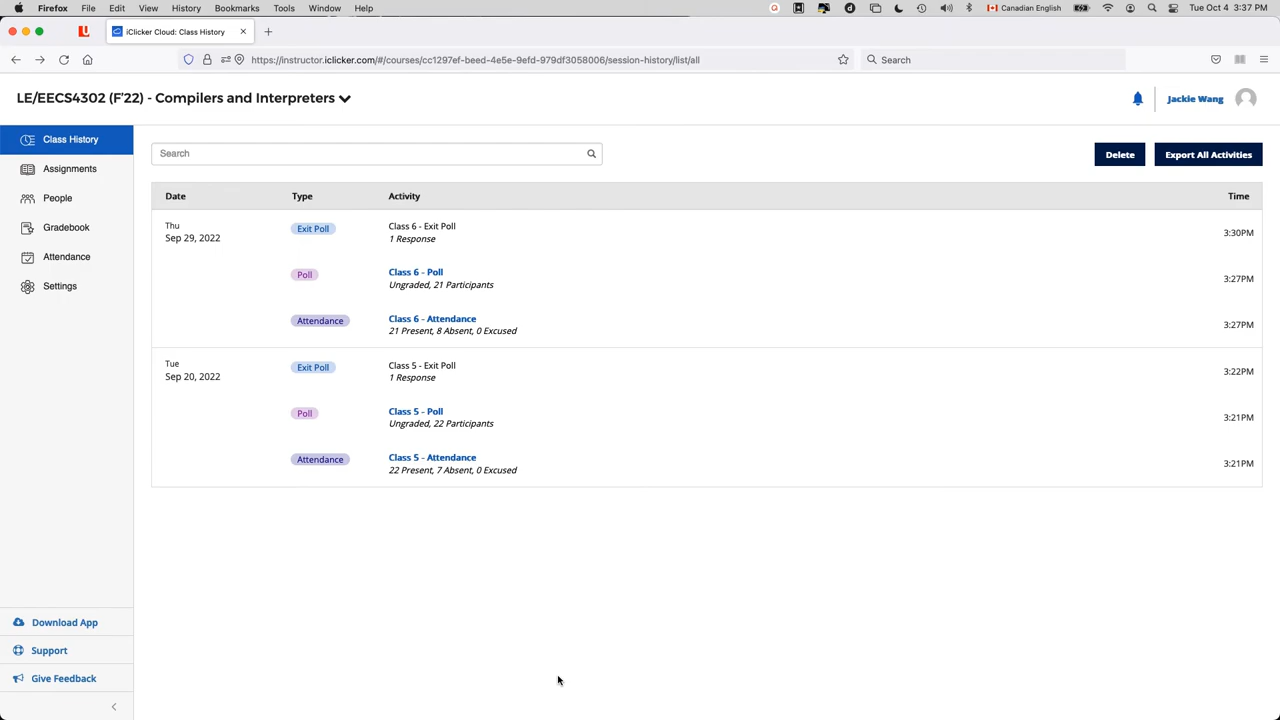 Firefox File Edit View History Bookmarks Tools Window Help Canadian English Tue Oct 4 3:37 PM
iClicker Cloud: Class History
https://instructor.iclicker.com/#/courses/cc1297ef-beed-4e5e-9efd-979df3058006/session-history/list/all Search
LE/EECS4302 (F'22) - Compilers and Interpreters Jackie Wang
Class History
Assignments
People
Gradebook
Attendance
Settings
Download App
Support
Give Feedback
Search Delete Export All Activities
Date Type Activity Time
Thu
Sep 29, 2022
Exit Poll Class 6 - Exit Poll 3:30PM
1 Response
Poll Class 6 - Poll 3:27PM
Ungraded, 21 Participants
Attendance Class 6 - Attendance 3:27PM
21 Present, 8 Absent, 0 Excused
Tue
Sep 20, 2022
Exit Poll Class 5 - Exit Poll 3:22PM
1 Response
Poll Class 5 - Poll 3:21PM
Ungraded, 22 Participants
Attendance Class 5 - Attendance 3:21PM
22 Present, 7 Absent, 0 Excused